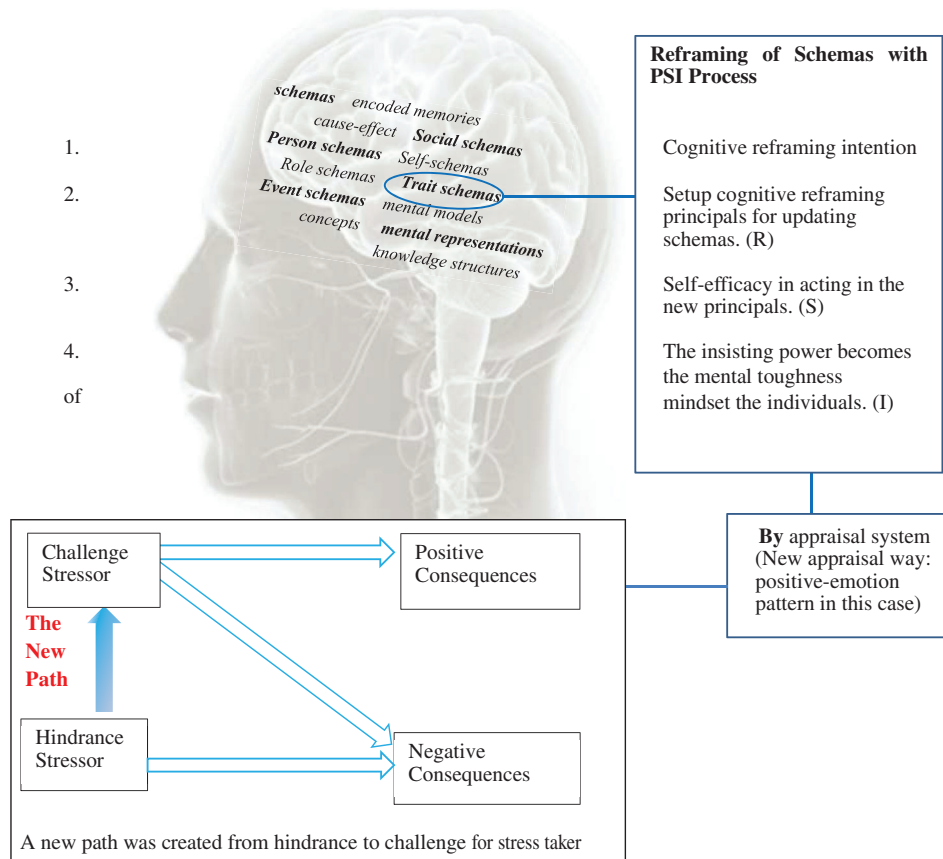 Reframing of Schemas with
PSI Process
schemas encoded memories
cause-effect Social schemas
Person schemas Self-schemas
Role schemas Trait schemas
Event schemas mental models
concepts mental representations
knowledge structures
1. Cognitive reframing intention
2. Setup cognitive reframing
principals for updating
schemas. (R)
3. Self-efficacy in acting in the
new principals. (S)
4. The insisting power becomes
the mental toughness
of mindset the individuals. (I)
By appraisal system
(New appraisal way:
positive-emotion
pattern in this case)
Challenge
Stressor
Positive
Consequences
The
New
Path
Hindrance
Stressor
Negative
Consequences
A new path was created from hindrance to challenge for stress taker